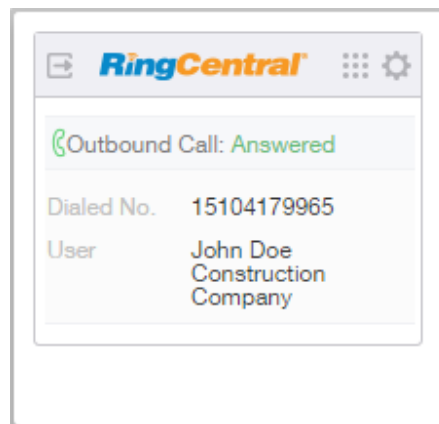 RingCentral®
Outbound Call: Answered
Dialed No. 15104179965
User John Doe
Construction
Company